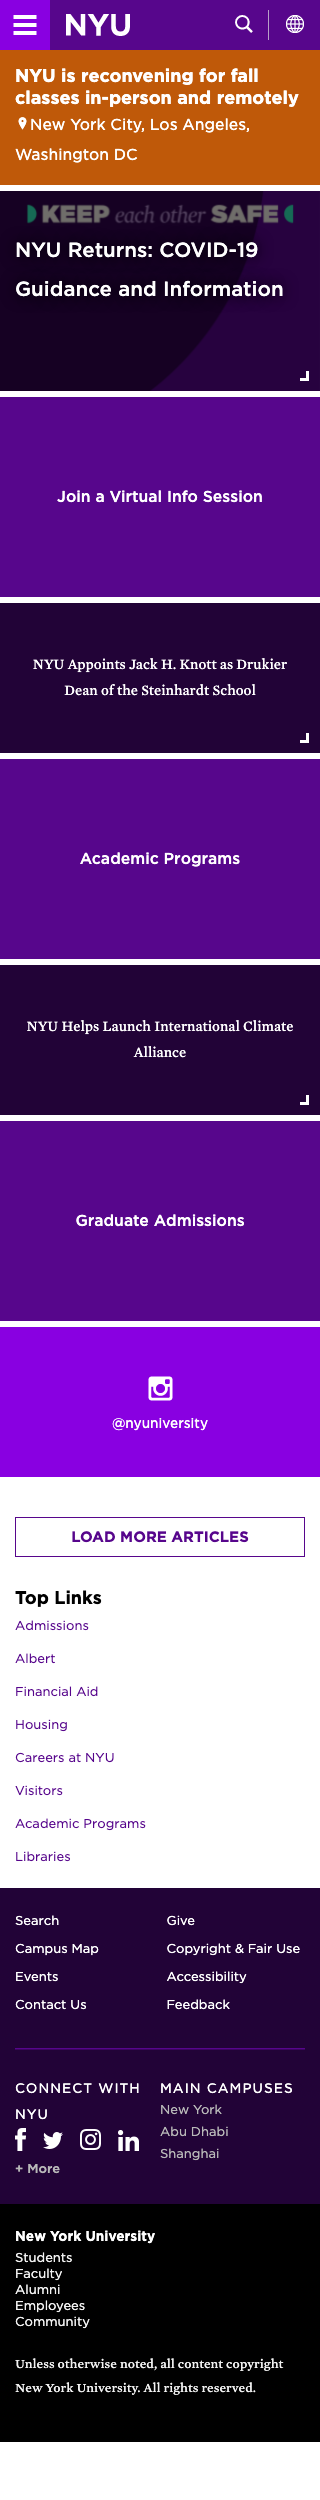 NYU
NYU is reconvening for fall
classes in-person and remotely
New York City, Los Angeles,
Washington DC
KEEP each other SAFE
NYU Returns: COVID-19
Guidance and Information
Join a Virtual Info Session
NYU Appoints Jack H. Knott as Drukier
Dean of the Steinhardt School
Academic Programs
NYU Helps Launch International Climate
Alliance
Graduate Admissions
@nyuniversity
LOAD MORE ARTICLES
Top Links
Admissions
Albert
Financial Aid
Housing
Careers at NYU
Visitors
Academic Programs
Libraries
Search
Campus Map
Events
Contact Us
Give
Copyright & Fair Use
Accessibility
Feedback
CONNECT WITH
NYU
+ More
MAIN CAMPUSES
New York
Abu Dhabi
Shanghai
New York University
Students
Faculty
Alumni
Employees
Community
Unless otherwise noted, all content copyright
New York University. All rights reserved.